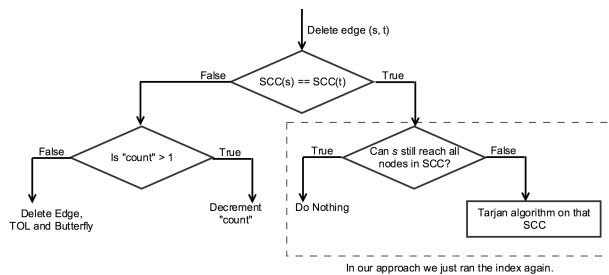 Delete edge (s, t)
False
SCC(s) == SCC(t)
True
False
Is "count" > 1
True
True
Can s still reach all
nodes in SCC?
False
Delete Edge,
TOL and Butterfly
Decrement
"count"
Do Nothing
Tarjan algorithm on that
SCC
In our approach we just ran the index again.